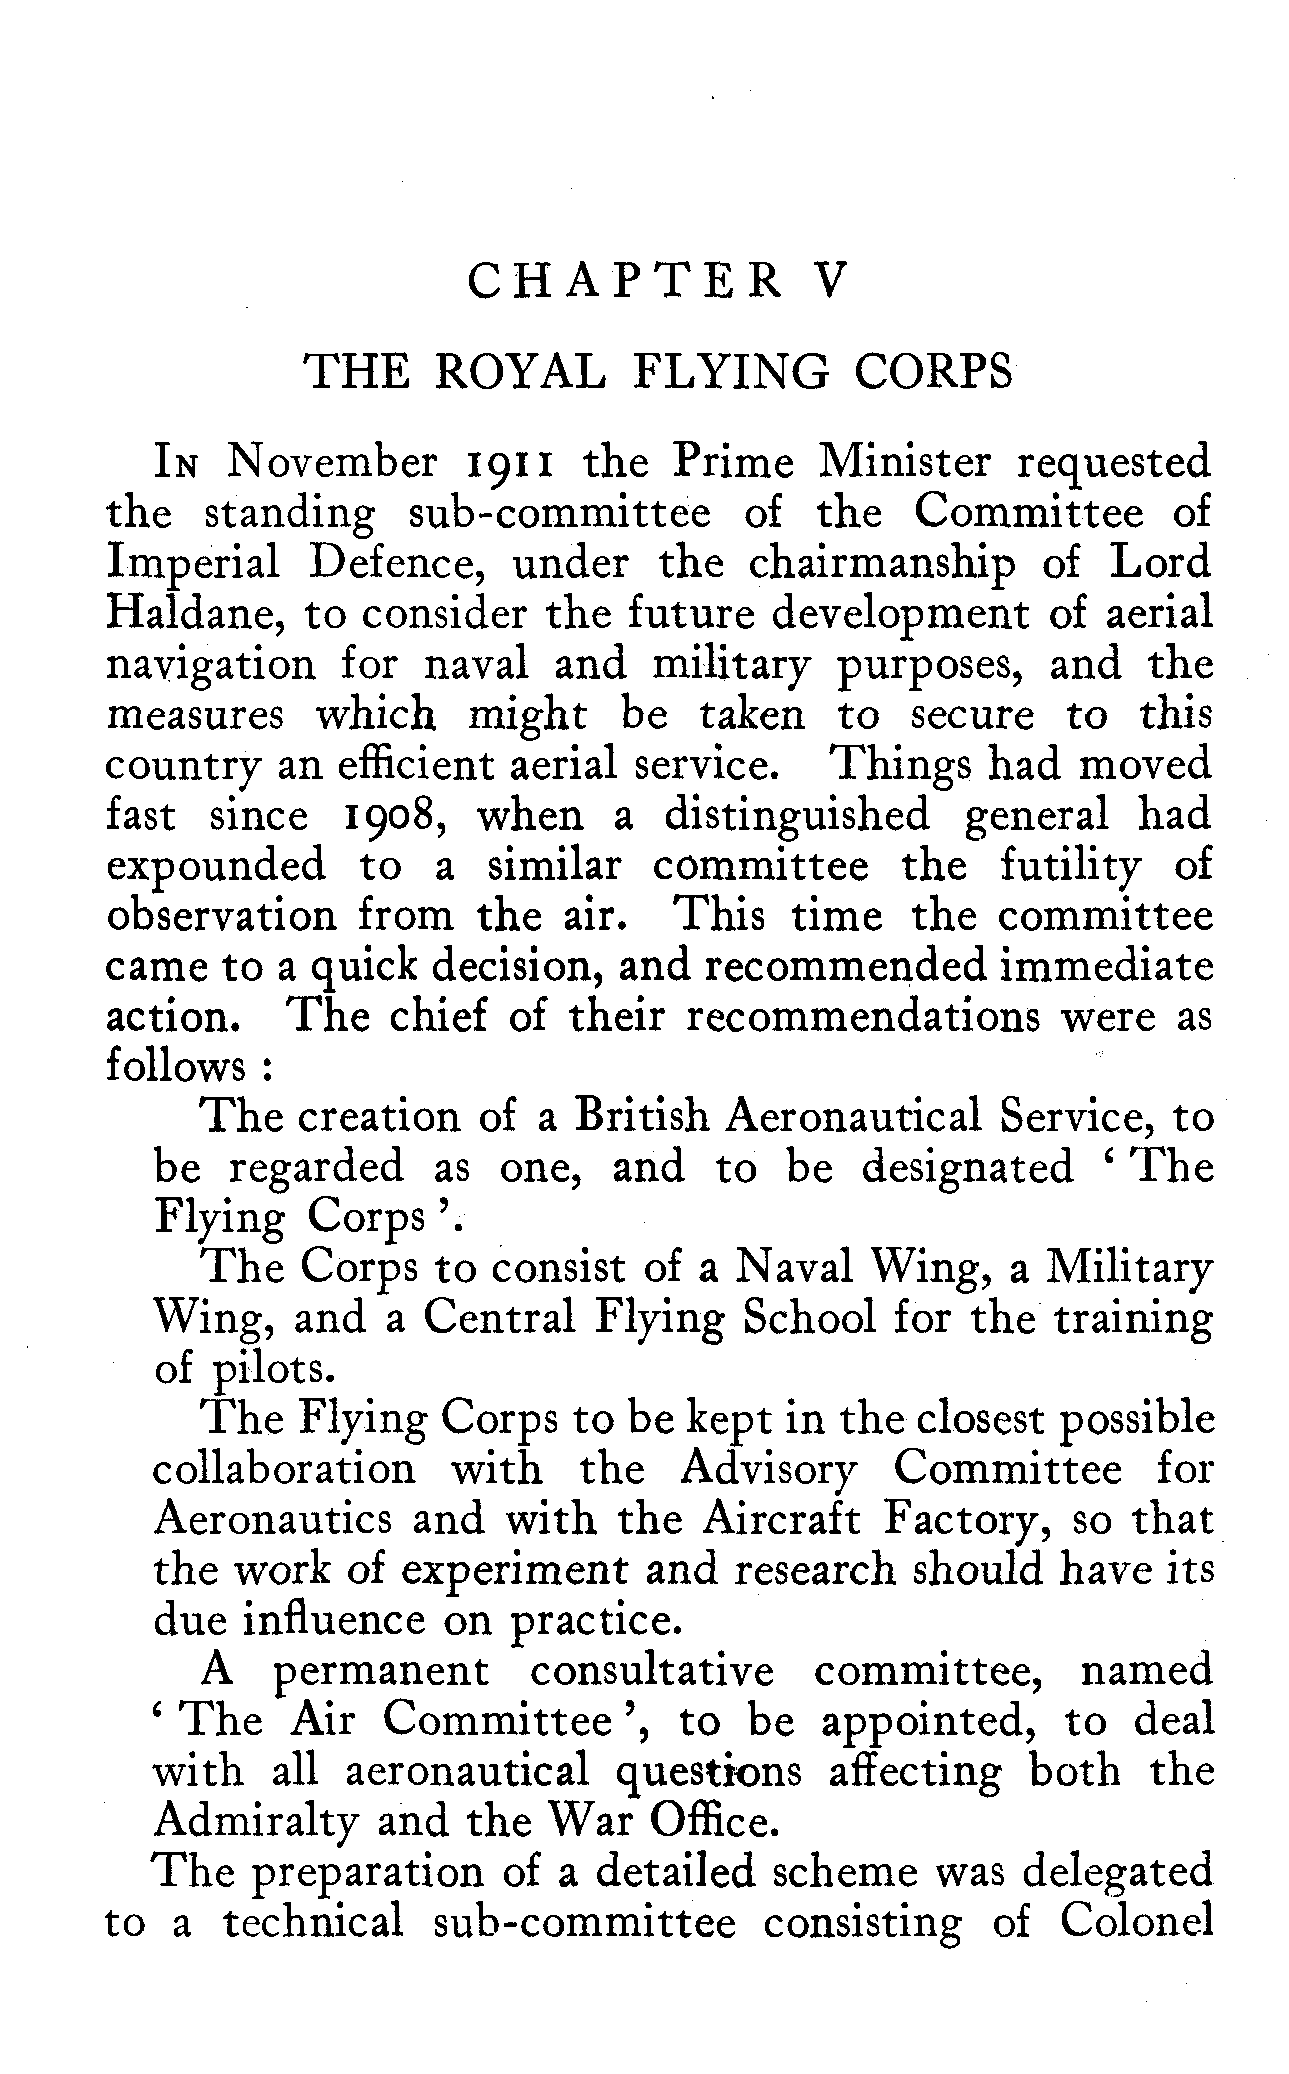 CHAPTER V
THE ROYAL FLYING CORPS
In November 1911 the Prime Minister requested
the standing sub-committee of the Committee of
Imperial Defence, under the chairmanship of Lord
Haldane, to consider the future development of aerial
navigation for naval and military purposes, and the
measures which might be taken to secure to this
country an efficient aerial service. Things had moved
fast since 1908, when a distinguished general had
expounded to a similar committee the futility of
observation from the air. This time the committee
came to a quick decision, and recommended immediate
action. The chief of their recommendations were as
follows :
The creation of a British Aeronautical Service, to
be regarded as one, and to be designated ‘ The
Flying Corps ’.
The Corps to consist of a Naval Wing, a Military
Wing, and a Central Flying School for the training
of pilots.
The Flying Corps to be kept in the closest possible
collaboration with the Advisory Committee for
Aeronautics and with the Aircraft Factory, so that
the work of experiment and research should have its
due influence on practice.
A permanent consultative committee, named
‘ The Air Committee ’, to be appointed, to deal
with all aeronautical questions affecting both the
Admiralty and the War Office.
The preparation of a detailed scheme was delegated
to a technical sub-committee consisting of Colonel